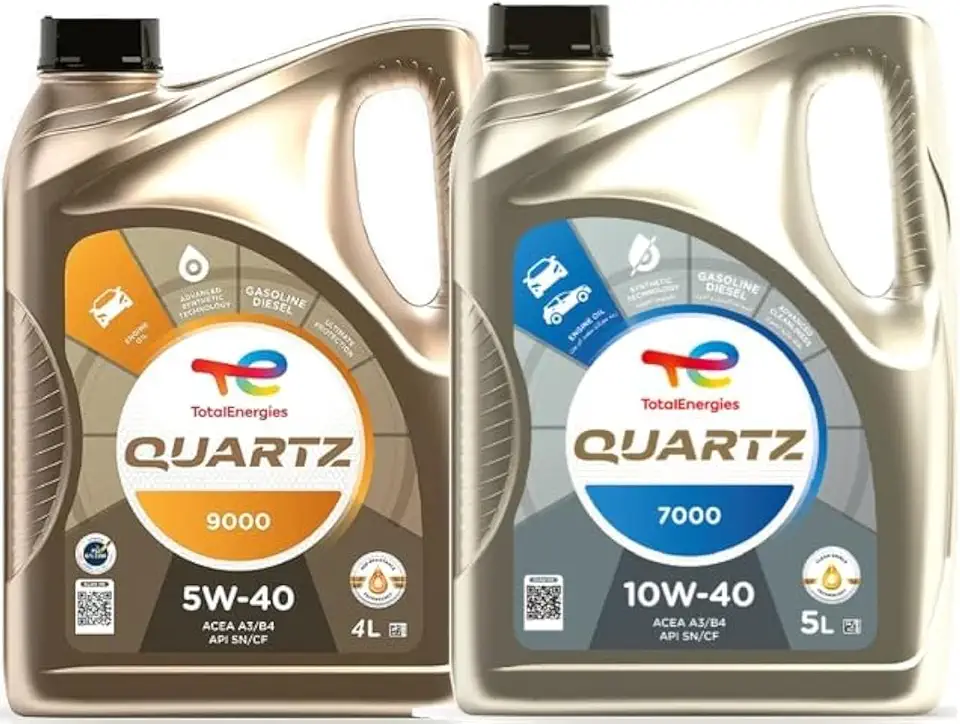 ENGINE
OIL
ADVANCED
SYNTHETIC
TECHNOLOGY
GASOLINE
DIESEL
ULTIMATE
PROTECTION
TotalEnergies
QUARTZ
9000
5W-40
ACEA A3/B4
API SN/CF
4L
ENGINE OIL
SYNTHETIC
TECHNOLOGY
GASOLINE
DIESEL
ADVANCED
CLEANLINESS
TotalEnergies
QUARTZ
7000
10W-40
ACEA A3/B4
API SN/CF
5L